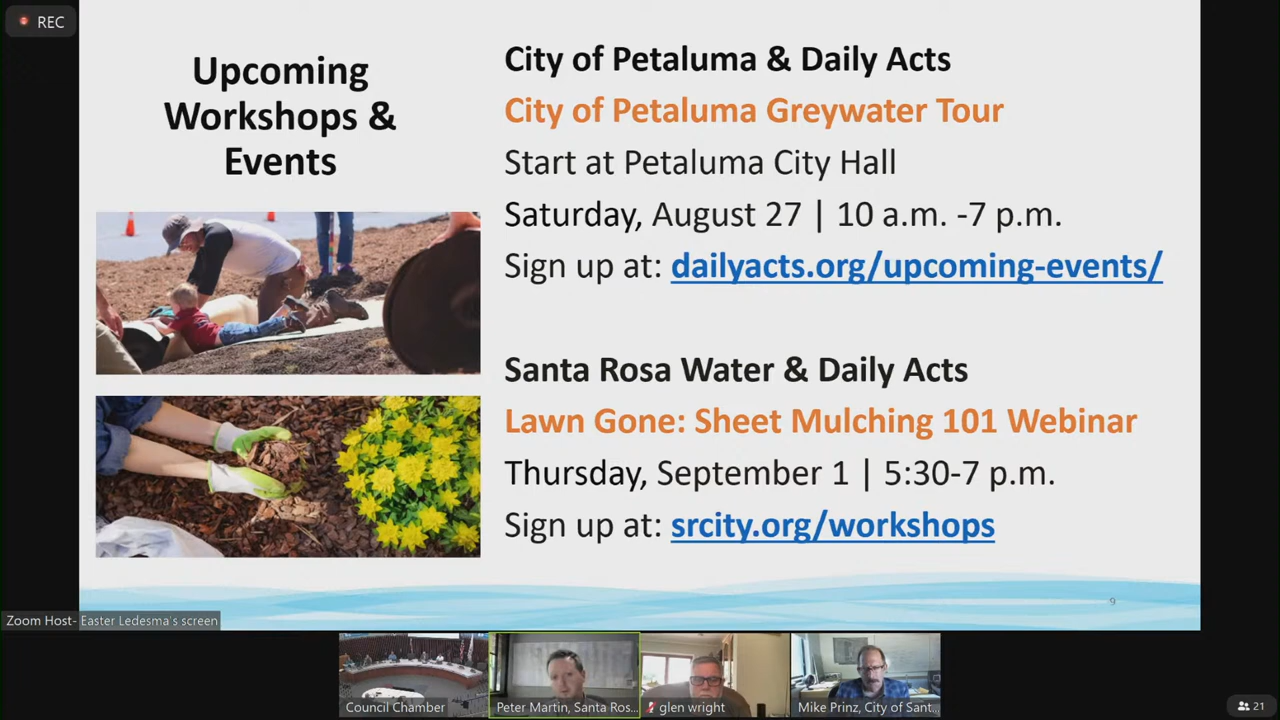 REC
Upcoming
Workshops &
Events
City of Petaluma & Daily Acts
City of Petaluma Greywater Tour
Start at Petaluma City Hall
Saturday, August 27 | 10 a.m. -7 p.m.
Sign up at: dailyacts.org/upcoming-events/
Santa Rosa Water & Daily Acts
Lawn Gone: Sheet Mulching 101 Webinar
Thursday, September 1 | 5:30-7 p.m.
Sign up at: srcity.org/workshops
9
Zoom Host- Easter Ledesma's screen
Council Chamber
Peter Martin, Santa Ros...
glen wright
Mike Prinz, City of Sant...
21